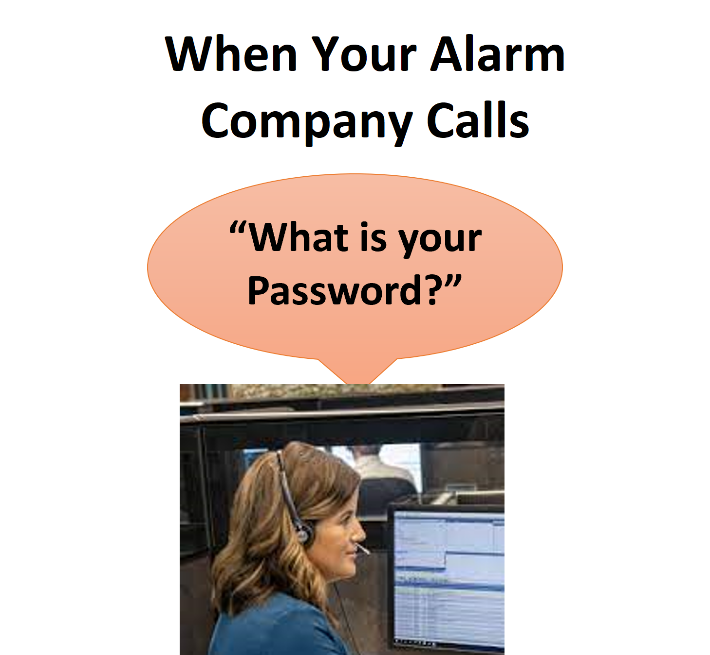 When Your Alarm
Company Calls
“What is your
Password?”